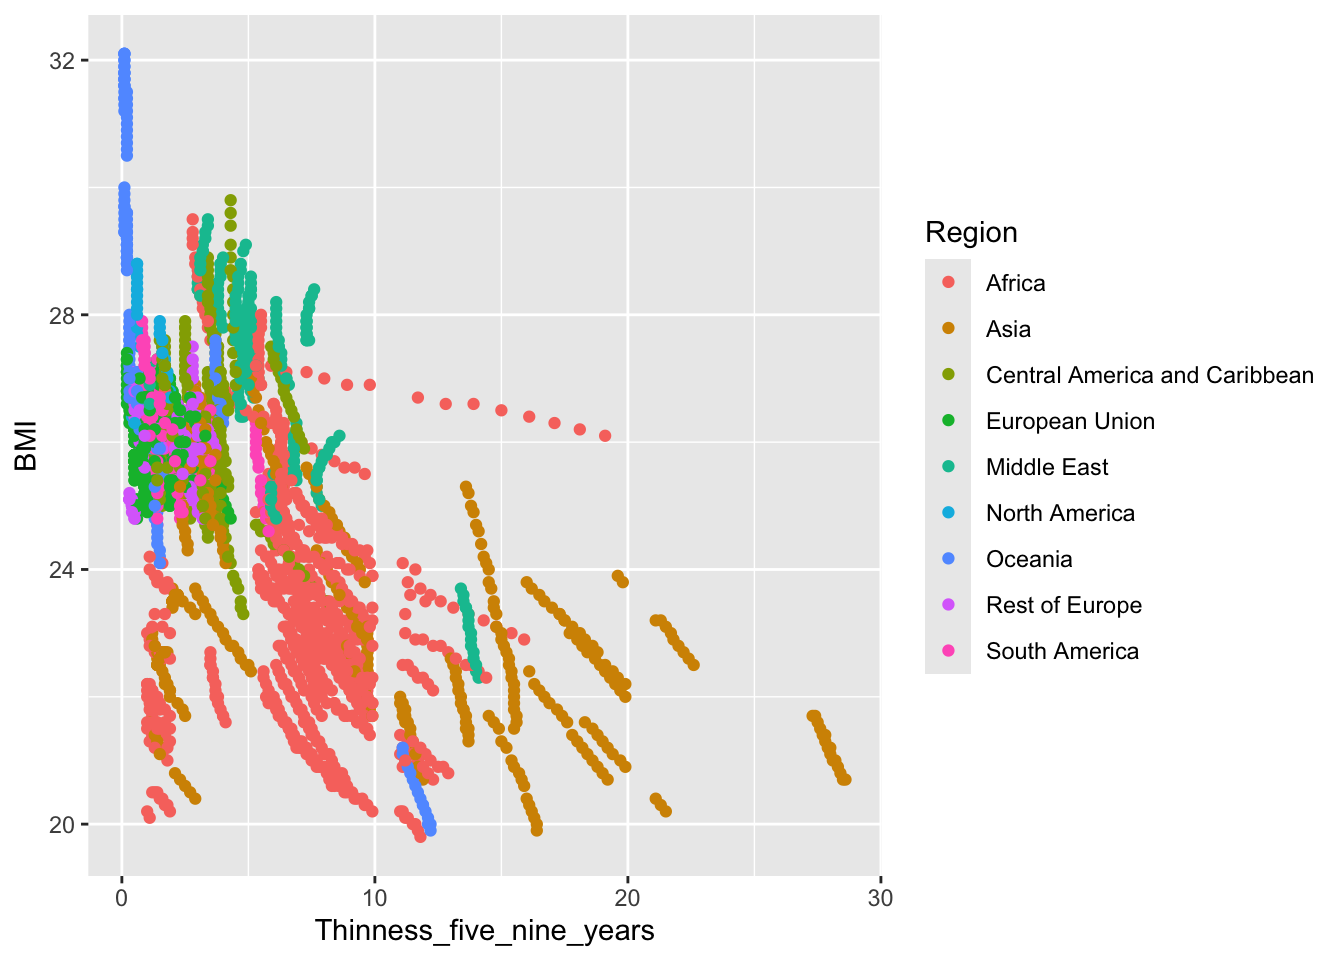 32
28
24
20
BMI
0
10
20
30
Thinness_five_nine_years
Region
Africa
Asia
Central America and Caribbean
European Union
Middle East
North America
Oceania
Rest of Europe
South America